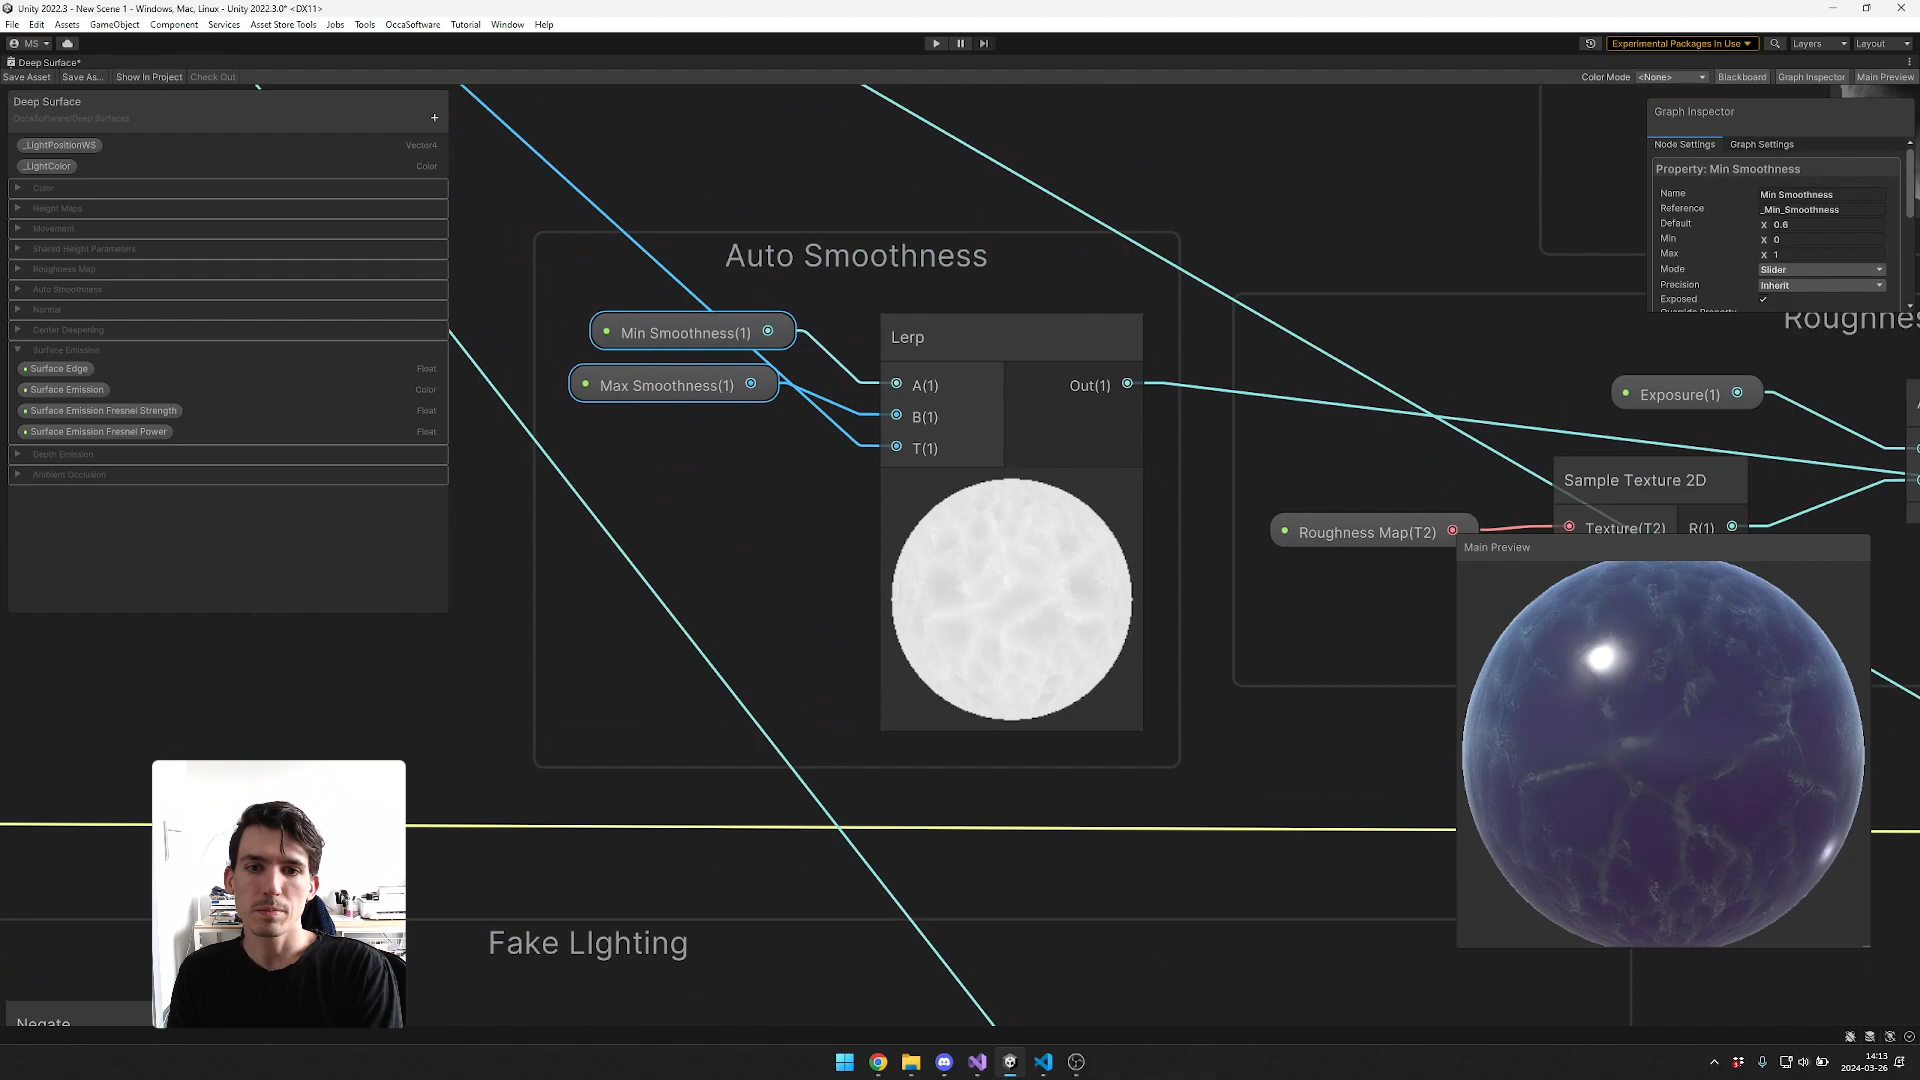 Unity 2022.3 - New Scene 1 - Windows, Mac, Linux - Unity 2022.3.0* <DX11>
File Edit Assets GameObject Component Services Asset Store Tools Jobs Tools OccaSoftware Tutorial Window Help
MS Experimental Packages In Use Layers Layout
Deep Surface*
Save Asset Save As... Show In Project Check Out Color Mode <None> Blackboard Graph Inspector Main Preview
Deep Surface
OccaSoftware/Deep Surfaces
+
_LightPositionWS Vector4
_LightColor Color
Color
Height Maps
Movement
Shared Height Parameters
Roughness Map
Auto Smoothness
Normal
Center Deepening
Surface Emission
Surface Edge Float
Surface Emission Color
Surface Emission Fresnel Strength Float
Surface Emission Fresnel Power Float
Depth Emission
Ambient Occlusion
Auto Smoothness
Min Smoothness(1)
Max Smoothness(1)
Lerp
A(1) Out(1)
B(1)
T(1)
Graph Inspector
Node Settings Graph Settings
Property: Min Smoothness
Name Min Smoothness
Reference _Min_Smoothness
Default X 0.6
Min X 0
Max X 1
Mode Slider
Precision Inherit
Exposed
Override Property
Roughnes
Exposure(1)
Sample Texture 2D
Roughness Map(T2) Texture(T2) R(1)
Main Preview
Fake LIghting
Negate
14:13
2024-03-26